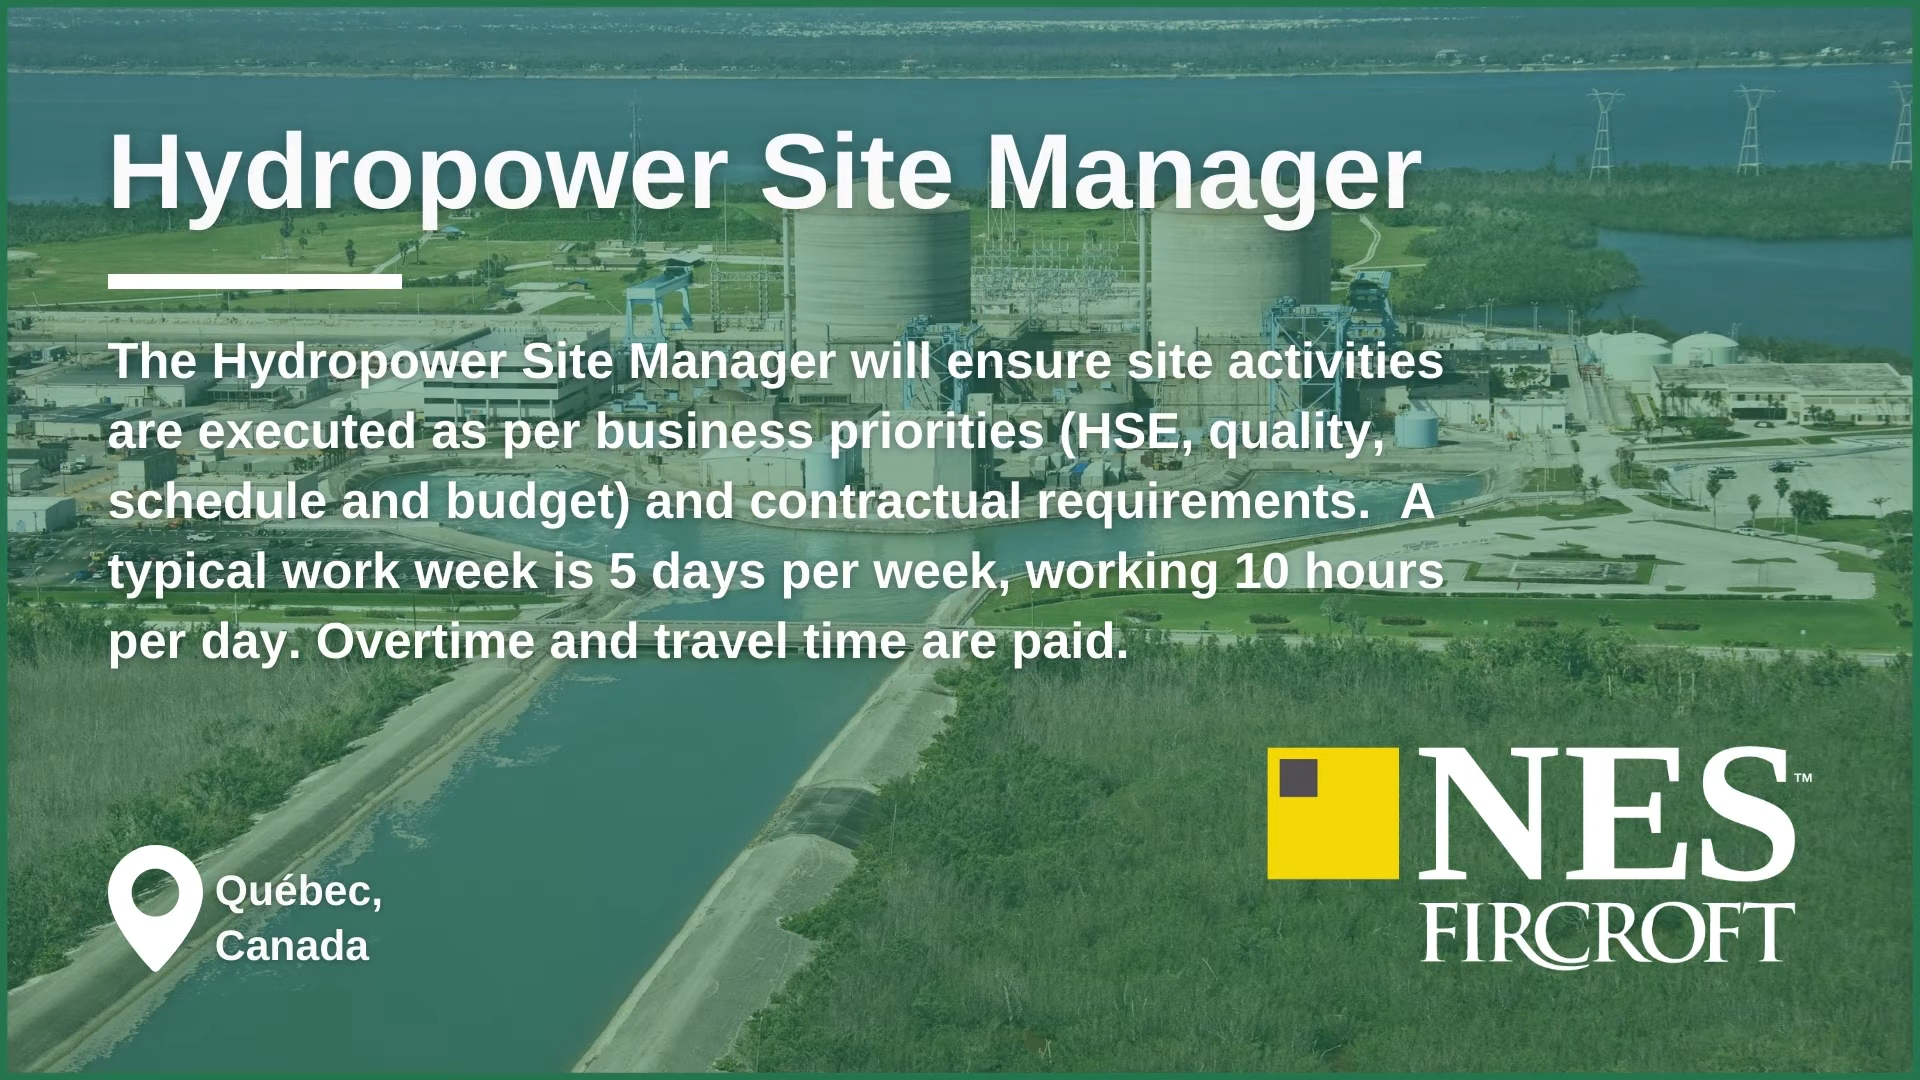 Hydropower Site Manager
The Hydropower Site Manager will ensure site activities
are executed as per business priorities (HSE, quality,
schedule and budget) and contractual requirements.  A
typical work week is 5 days per week, working 10 hours
per day. Overtime and travel time are paid.
NES™
FIRCROFT
Québec,
Canada